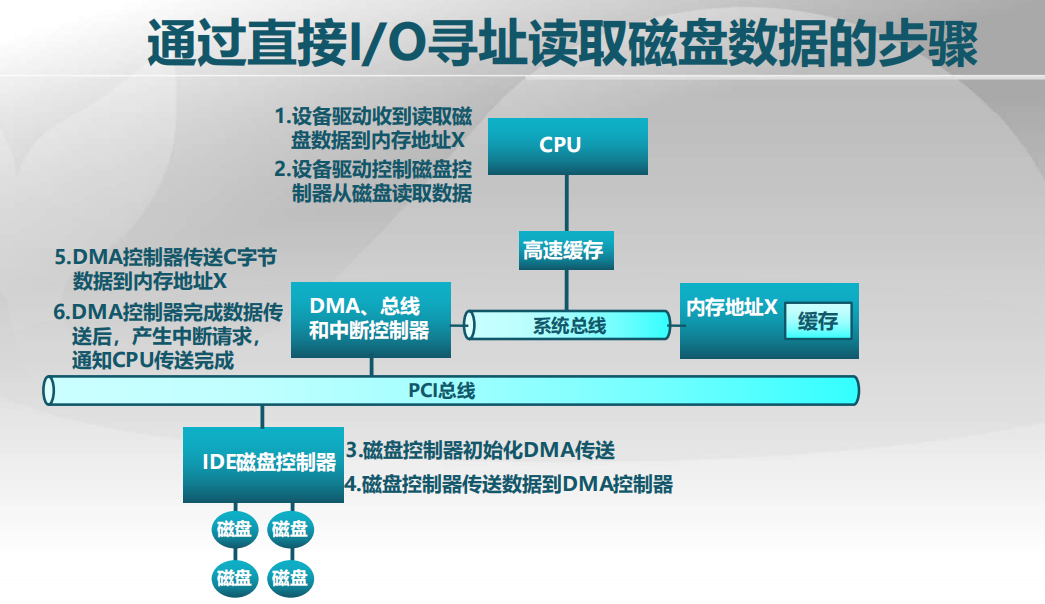 通过直接I/O寻址读取磁盘数据的步骤
1.设备驱动收到读取磁
盘数据到内存地址X
2.设备驱动控制磁盘控
制器从磁盘读取数据
CPU
高速缓存
5.DMA控制器传送C字节
数据到内存地址X
6.DMA控制器完成数据传
送后，产生中断请求，
通知CPU传送完成
DMA、总线
和中断控制器
系统总线
内存地址X
缓存
PCI总线
IDE磁盘控制器
3.磁盘控制器初始化DMA传送
4.磁盘控制器传送数据到DMA控制器
磁盘
磁盘
磁盘
磁盘